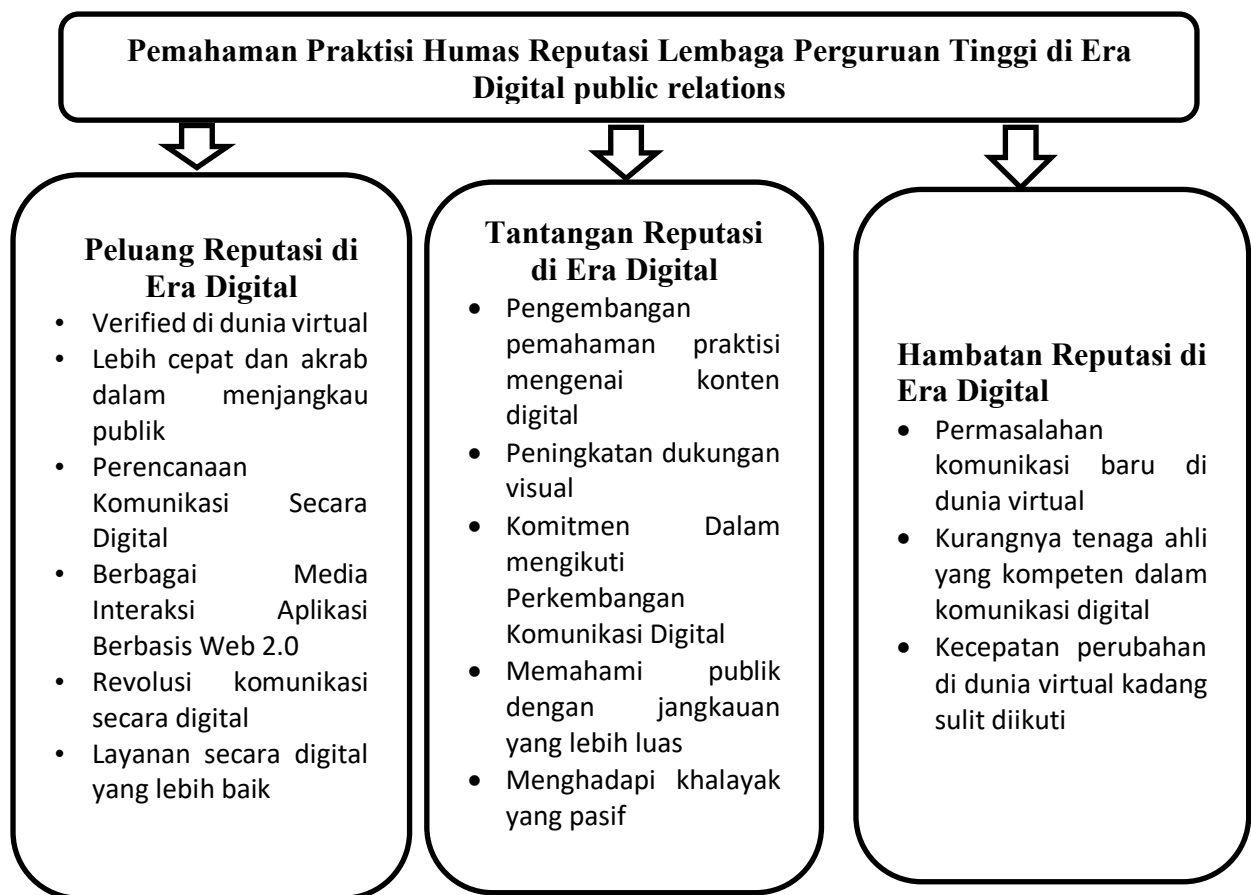 Pemahaman Praktisi Humas Reputasi Lembaga Perguruan Tinggi di Era
Digital public relations
Peluang Reputasi di
Era Digital
• Verified di dunia virtual
• Lebih cepat dan akrab
dalam menjangkau
publik
• Perencanaan
Komunikasi Secara
Digital
• Berbagai Media
Interaksi Aplikasi
Berbasis Web 2.0
• Revolusi komunikasi
secara digital
• Layanan secara digital
yang lebih baik
Tantangan Reputasi
di Era Digital
• Pengembangan
pemahaman praktisi
mengenai konten
digital
• Peningkatan dukungan
visual
• Komitmen Dalam
mengikuti
Perkembangan
Komunikasi Digital
• Memahami publik
dengan jangkauan
yang lebih luas
• Menghadapi khalayak
yang pasif
Hambatan Reputasi di
Era Digital
• Permasalahan
komunikasi baru di
dunia virtual
• Kurangnya tenaga ahli
yang kompeten dalam
komunikasi digital
• Kecepatan perubahan
di dunia virtual kadang
sulit diikuti